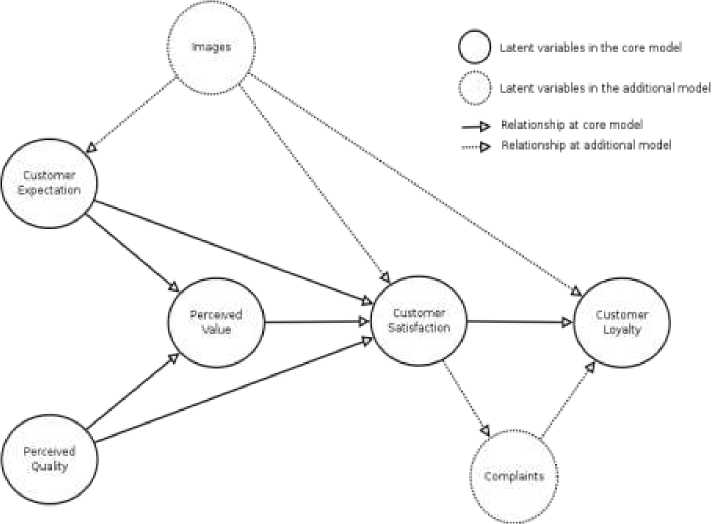 Images
Latent variables in the core model
Latent variables in the additional model
Relationship at core model
Relationship at additional model
Customer
Expectation
Perceived
Value
Customer
Satisfaction
Customer
Loyalty
Perceived
Quality
Complaints